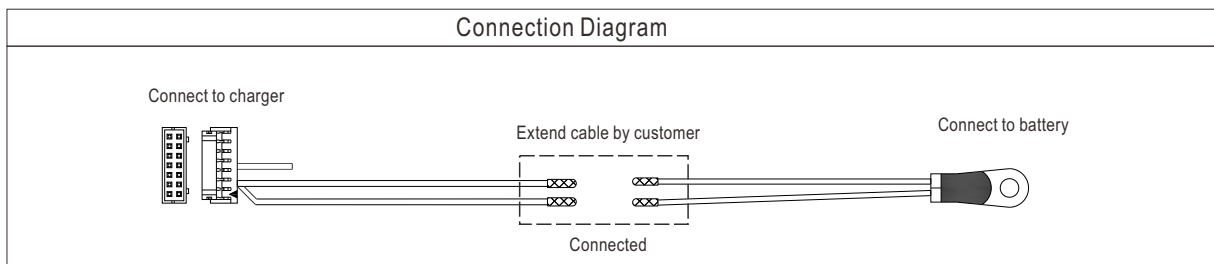 Connection Diagram
Connect to charger
Extend cable by customer
Connect to battery
Connected